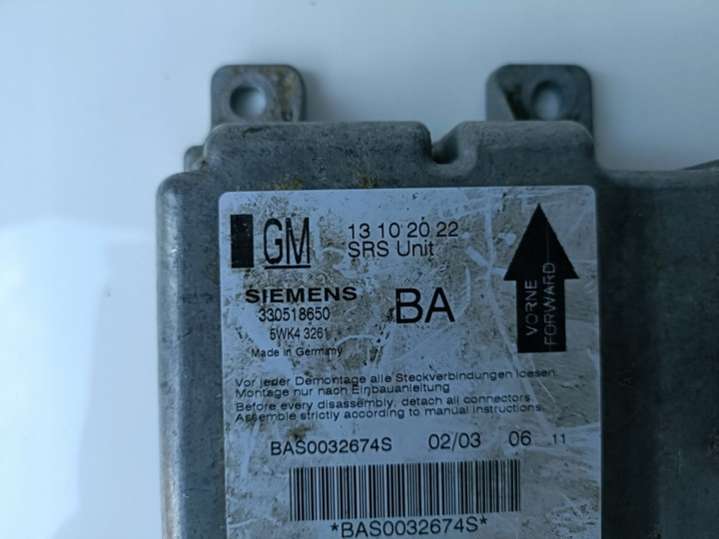 GM 13 10 20 22
SRS Unit
SIEMENS
330518650
5WK4 3261
BA
Made in Germany
VORNE
FORWARD
Vor jeder Demontage alle Steckverbindungen loesen.
Montage nur nach Einbauanleitung
Before every disassembly, detach all connectors.
Assemble strictly according to manual instructions.
BAS0032674S 02/03 06 11
*BAS0032674S*